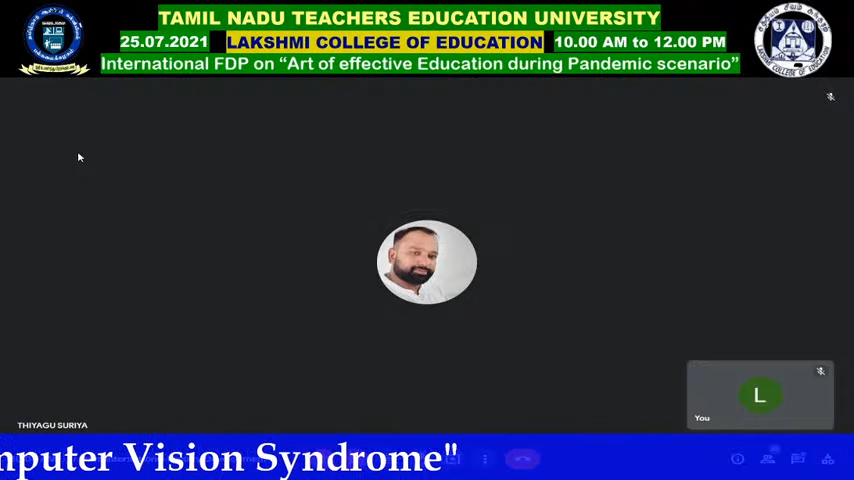 TAMIL NADU TEACHERS EDUCATION UNIVERSITY
25.07.2021 LAKSHMI COLLEGE OF EDUCATION 10.00 AM to 12.00 PM
International FDP on “Art of effective Education during Pandemic scenario”
L
You
THIYAGU SURIYA
mputer Vision Syndrome"